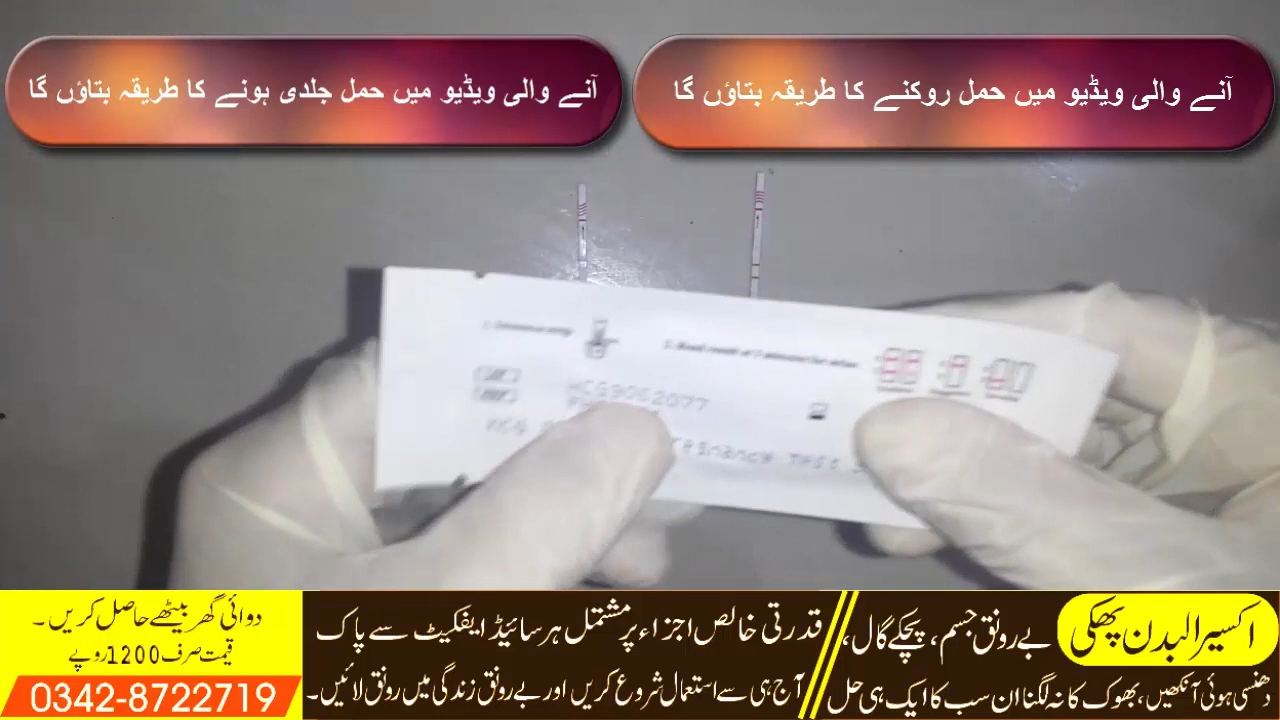 آنے والی ویڈیو میں حمل روکنے کا طریقہ بتاؤں گا
آنے والی ویڈیو میں حمل جلدی ہونے کا طریقہ بتاؤں گا
HCG9062077
HCG
Pregnancy Test
اکسیرالبدن پھکی
بے رونق جسم، پچکے گال،
دھنسی ہوئی آنکھیں، بھوک کا نہ لگنا ان سب کا ایک ہی حل
قدرتی خالص اجزاء پر مشتمل ہر سائیڈ ایفکیٹ سے پاک
آج ہی سے استعمال شروع کریں اور بے رونق زندگی میں رونق لائیں۔
دوائی گھر بیٹھے حاصل کریں۔
قیمت صرف 1200 روپے
0342-8722719